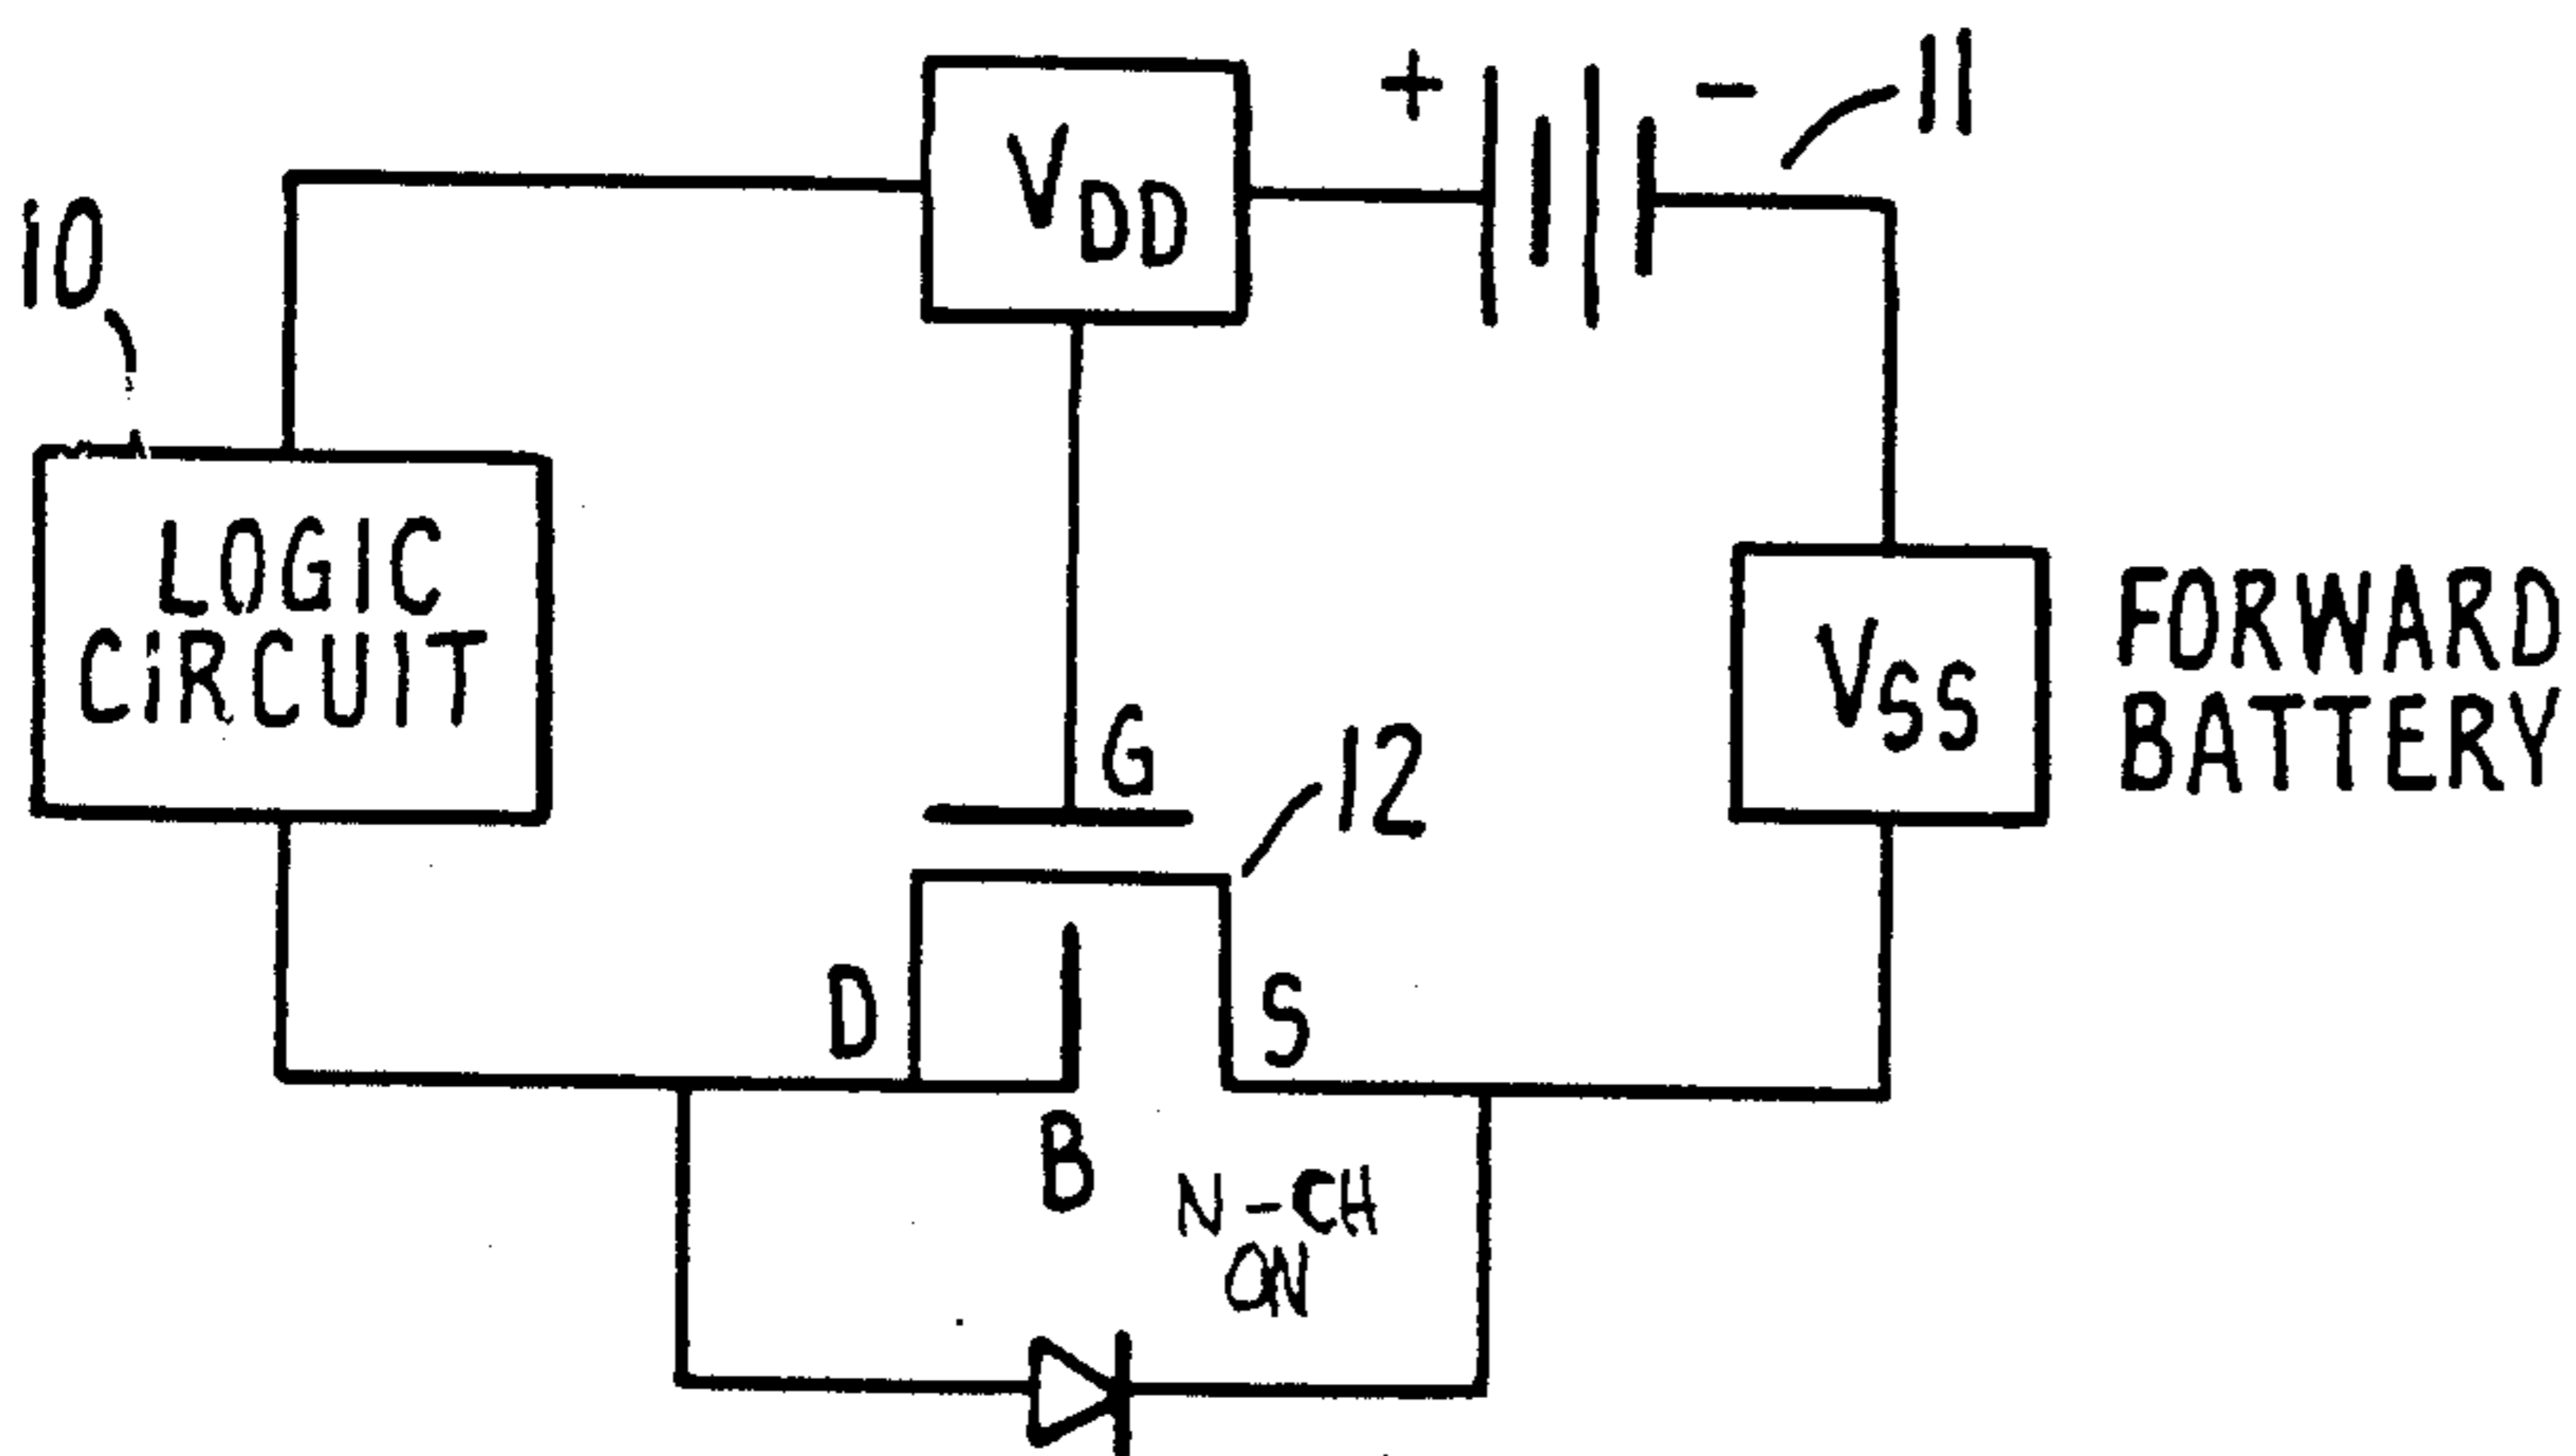 10
LOGIC
CiRCUIT
VDD
+
-
11
VSS
FORWARD
BATTERY
G
12
D
S
B
N-CH
ON